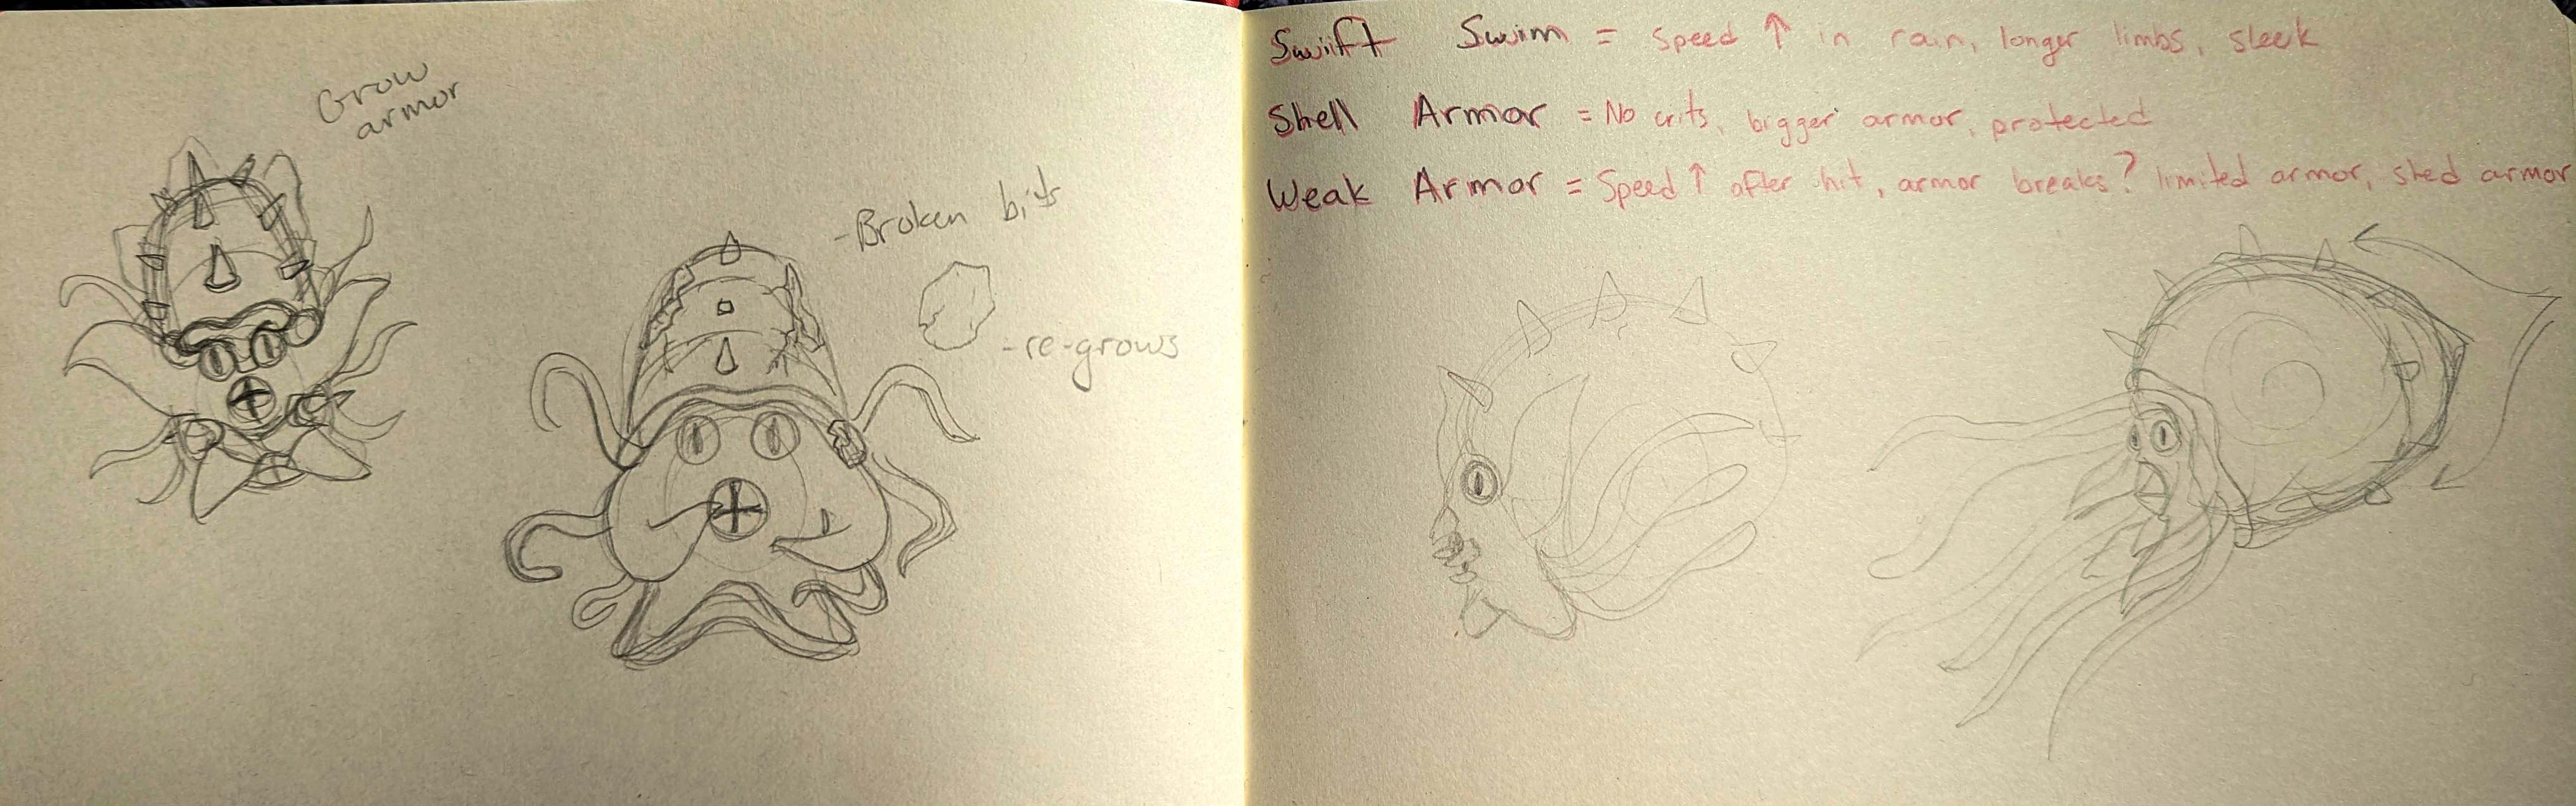 Grow
armor
-Broken bits
-re-grows
Swift Swim = Speed ↑ in rain, longer limbs, sleek
Shell Armor = No crits, bigger armor, protected
Weak Armor = Speed ↑ after hit, armor breaks? limited armor, shed armor